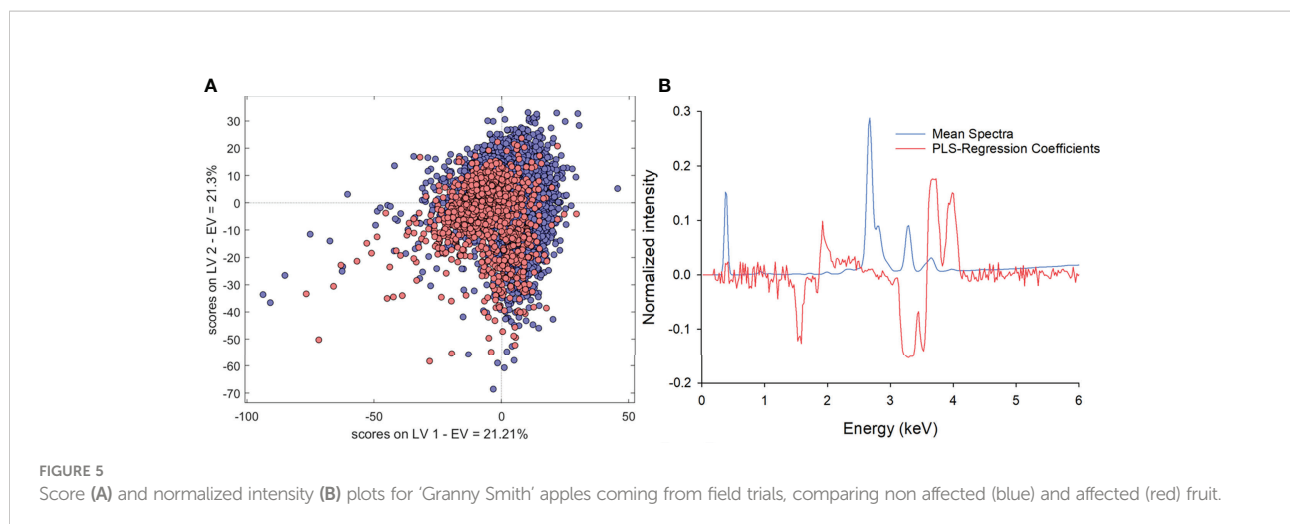 A
B
scores on LV 2 - EV = 21.3%
30
20
10
0
-10
-20
-30
-40
-50
-60
-70
-100
-50
0
50
scores on LV 1 - EV = 21.21%
Normalized intensity
0.3
0.2
0.1
0.0
-0.1
-0.2
Mean Spectra
PLS-Regression Coefficients
0
1
2
3
4
5
6
Energy (keV)
FIGURE 5
Score (A) and normalized intensity (B) plots for ‘Granny Smith’ apples coming from field trials, comparing non affected (blue) and affected (red) fruit.